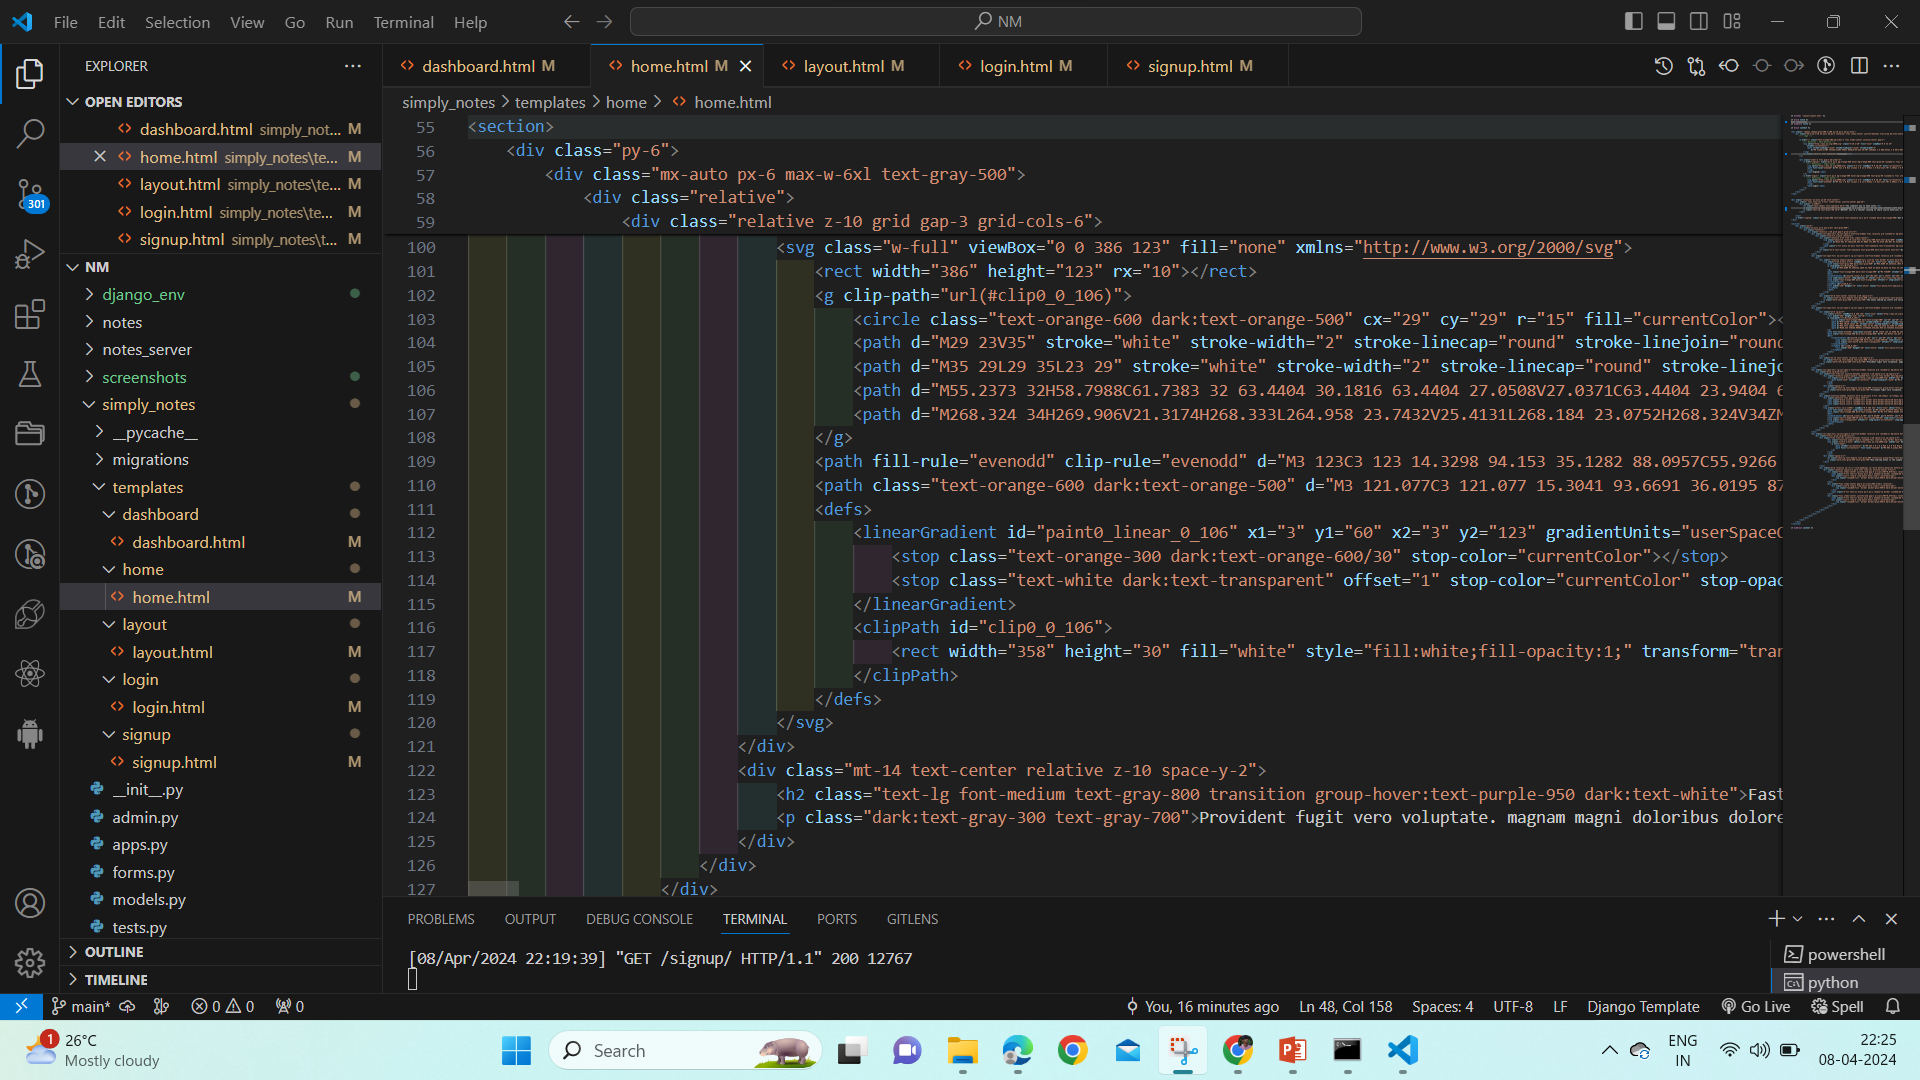 File Edit Selection View Go Run Terminal Help
NM
EXPLORER
OPEN EDITORS
dashboard.html simply_not... M
home.html simply_notes\te... M
layout.html simply_notes\te... M
login.html simply_notes\te... M
signup.html simply_notes\t... M
NM
django_env
notes
notes_server
screenshots
simply_notes
__pycache__
migrations
templates
dashboard
dashboard.html M
home
home.html M
layout
layout.html M
login
login.html M
signup
signup.html M
__init__.py
admin.py
apps.py
forms.py
models.py
tests.py
OUTLINE
TIMELINE
301
dashboard.html M home.html M layout.html M login.html M signup.html M
simply_notes > templates > home > home.html
55 <section>
56 <div class="py-6">
57 <div class="mx-auto px-6 max-w-6xl text-gray-500">
58 <div class="relative">
59 <div class="relative z-10 grid gap-3 grid-cols-6">
100 <svg class="w-full" viewBox="0 0 386 123" fill="none" xmlns="http://www.w3.org/2000/svg">
101 <rect width="386" height="123" rx="10"></rect>
102 <g clip-path="url(#clip0_0_106)">
103 <circle class="text-orange-600 dark:text-orange-500" cx="29" cy="29" r="15" fill="currentColor"><
104 <path d="M29 23V35" stroke="white" stroke-width="2" stroke-linecap="round" stroke-linejoin="round
105 <path d="M35 29L29 35L23 29" stroke="white" stroke-width="2" stroke-linecap="round" stroke-linejo
106 <path d="M55.2373 32H58.7988C61.7383 32 63.4404 30.1816 63.4404 27.0508V27.0371C63.4404 23.9404 6
107 <path d="M268.324 34H269.906V21.3174H268.333L264.958 23.7432V25.4131L268.184 23.0752H268.324V34ZM
108 </g>
109 <path fill-rule="evenodd" clip-rule="evenodd" d="M3 123C3 123 14.3298 94.153 35.1282 88.0957C55.9266
110 <path class="text-orange-600 dark:text-orange-500" d="M3 121.077C3 121.077 15.3041 93.6691 36.0195 87
111 <defs>
112 <linearGradient id="paint0_linear_0_106" x1="3" y1="60" x2="3" y2="123" gradientUnits="userSpaceO
113 <stop class="text-orange-300 dark:text-orange-600/30" stop-color="currentColor"></stop>
114 <stop class="text-white dark:text-transparent" offset="1" stop-color="currentColor" stop-opac
115 </linearGradient>
116 <clipPath id="clip0_0_106">
117 <rect width="358" height="30" fill="white" style="fill:white;fill-opacity:1;" transform="tran
118 </clipPath>
119 </defs>
120 </svg>
121 </div>
122 <div class="mt-14 text-center relative z-10 space-y-2">
123 <h2 class="text-lg font-medium text-gray-800 transition group-hover:text-purple-950 dark:text-white">Fast
124 <p class="dark:text-gray-300 text-gray-700">Provident fugit vero voluptate. magnam magni doloribus dolore
125 </div>
126 </div>
127 </div>
PROBLEMS OUTPUT DEBUG CONSOLE TERMINAL PORTS GITLENS
[08/Apr/2024 22:19:39] "GET /signup/ HTTP/1.1" 200 12767
powershell
python
main* 0 0 0 You, 16 minutes ago Ln 48, Col 158 Spaces: 4 UTF-8 LF Django Template Go Live Spell
1
26°C
Mostly cloudy
Search
ENG
IN
22:25
08-04-2024